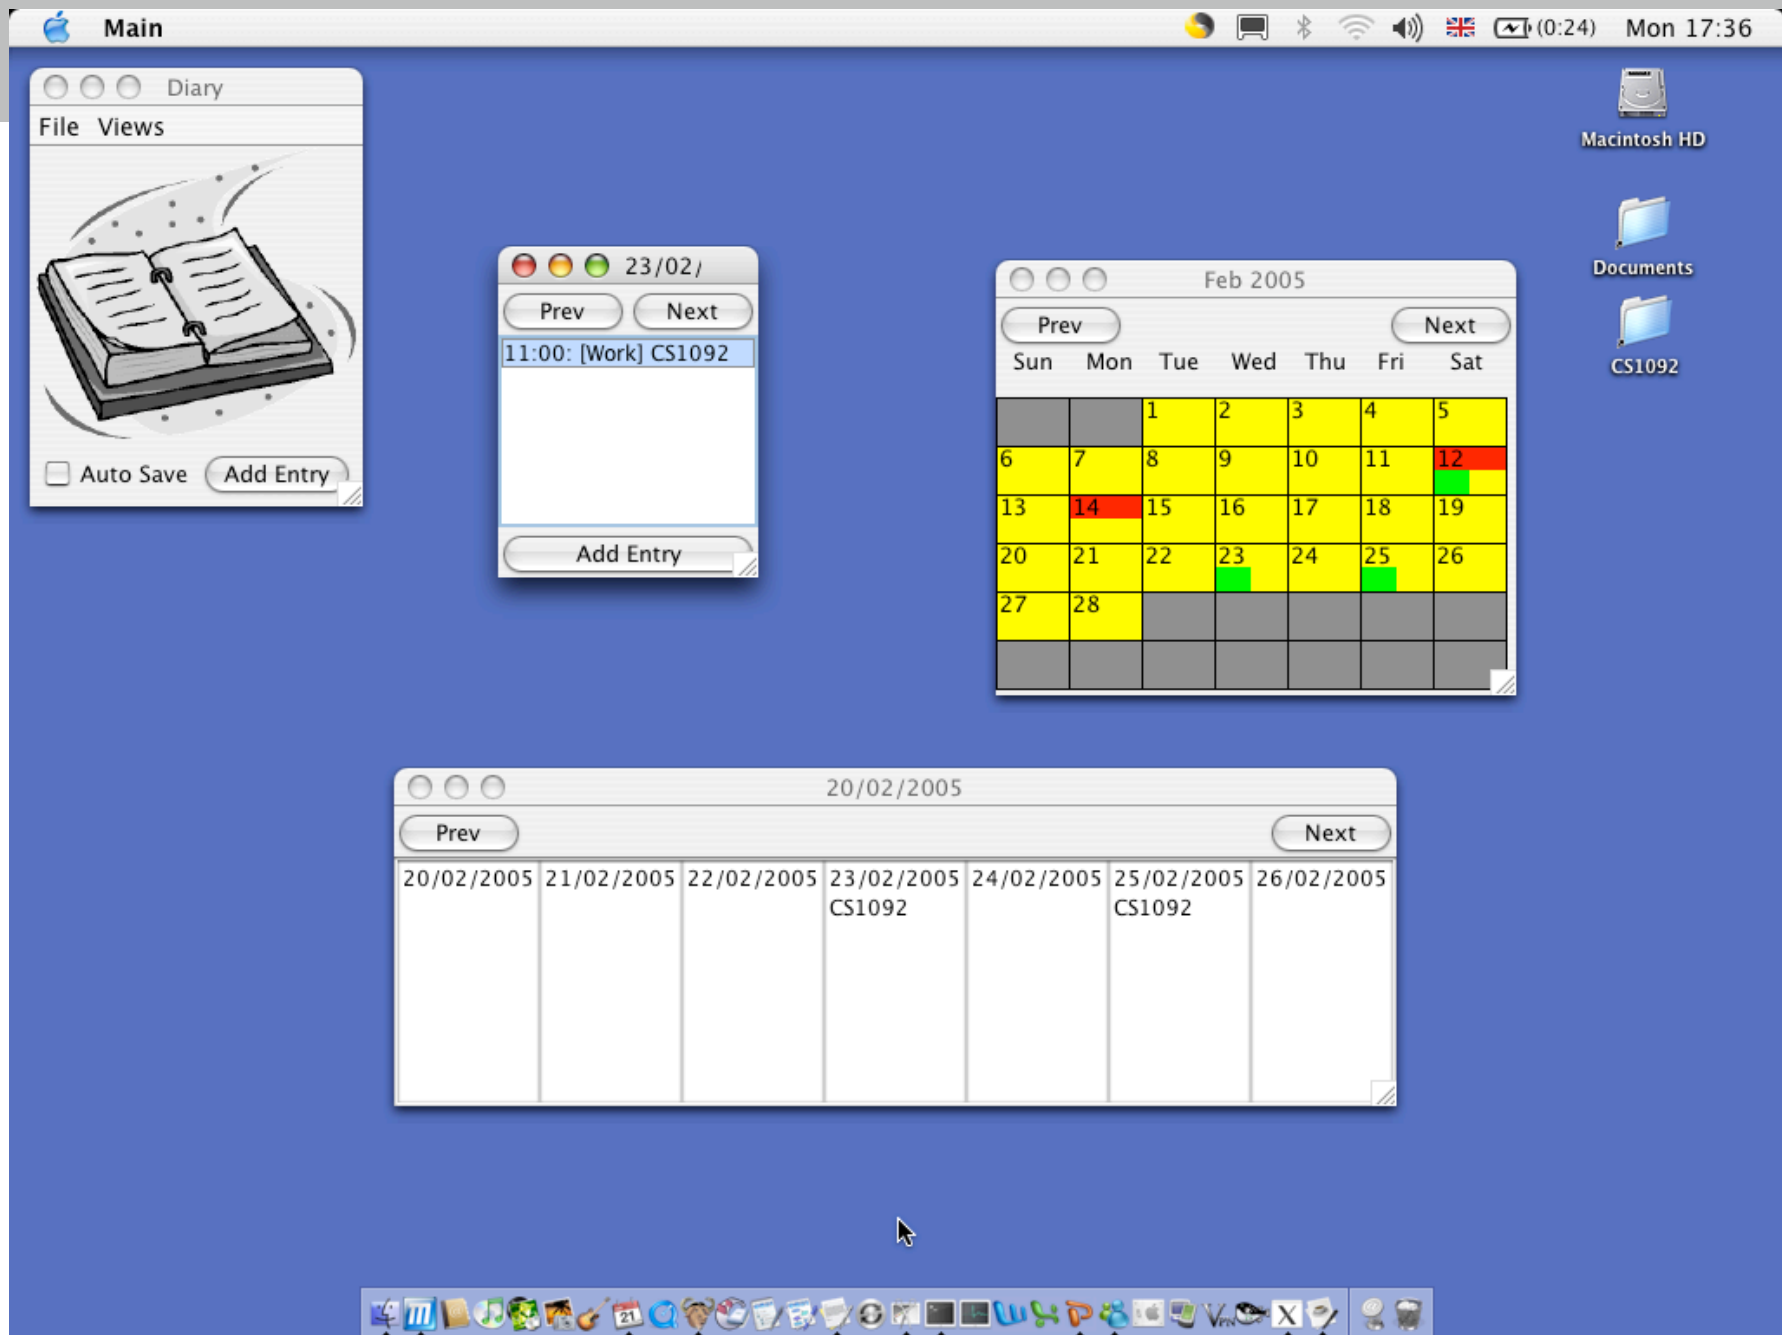 Main (0:24) Mon 17:36
Diary
File Views
Auto Save Add Entry
23/02/
Prev Next
11:00: [Work] CS1092
Add Entry
Feb 2005
Prev Next
Sun Mon Tue Wed Thu Fri Sat
1 2 3 4 5
6 7 8 9 10 11 12
13 14 15 16 17 18 19
20 21 22 23 24 25 26
27 28
Macintosh HD
Documents
CS1092
20/02/2005
Prev Next
20/02/2005 21/02/2005 22/02/2005 23/02/2005 24/02/2005 25/02/2005 26/02/2005
CS1092 CS1092
21